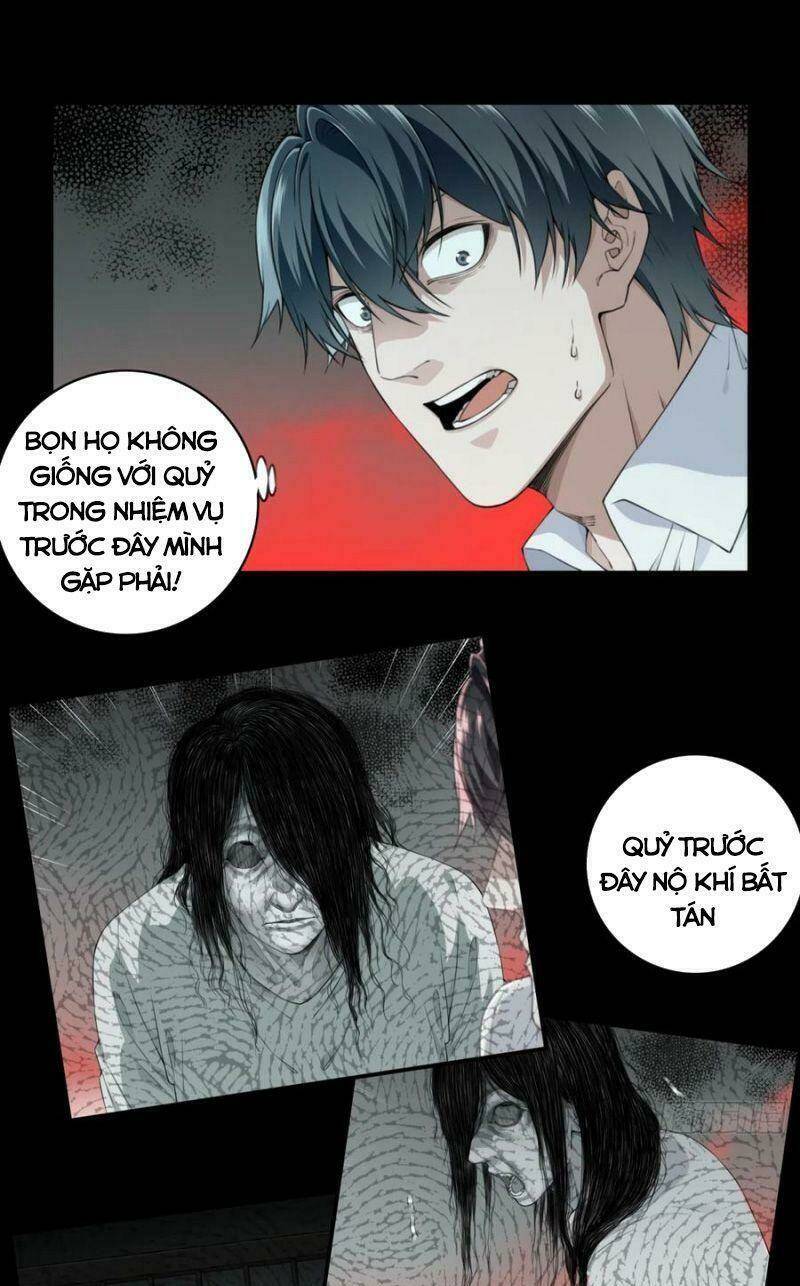 BỌN HỌ KHÔNG
GIỐNG VỚI QUỶ
TRONG NHIỆM VỤ
TRƯỚC ĐÂY MÌNH
GẶP PHẢI!
QUỶ TRƯỚC
ĐÂY NỘ KHÍ BẤT
TÁN